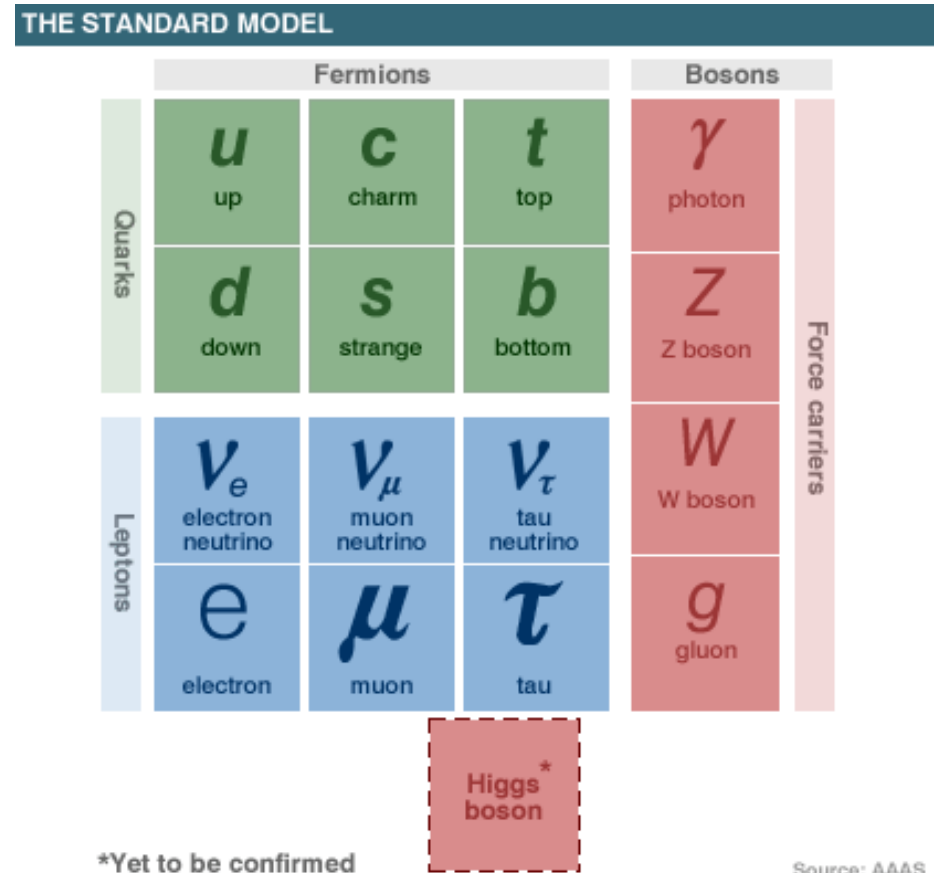 THE STANDARD MODEL
Fermions
Bosons
Quarks
u
up
c
charm
t
top
γ
photon
d
down
s
strange
b
bottom
Z
Z boson
Force carriers
Leptons
νe
electron
neutrino
νμ
muon
neutrino
ντ
tau
neutrino
W
W boson
e
electron
μ
muon
τ
tau
g
gluon
Higgs*
boson
*Yet to be confirmed
Source: AAAS